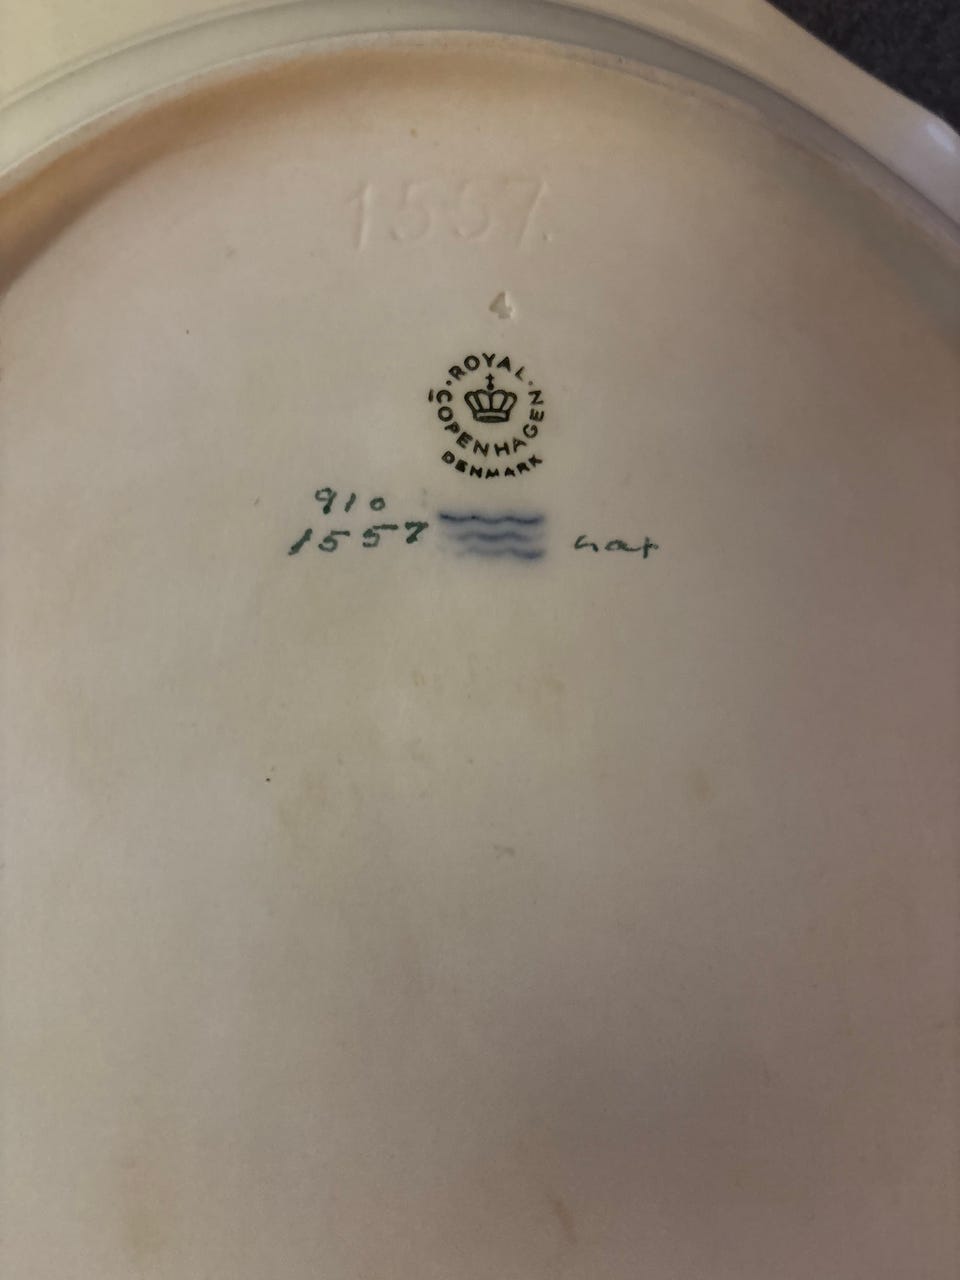 1557.
4
ROYAL
COPENHAGEN
DENMARK
910
1557